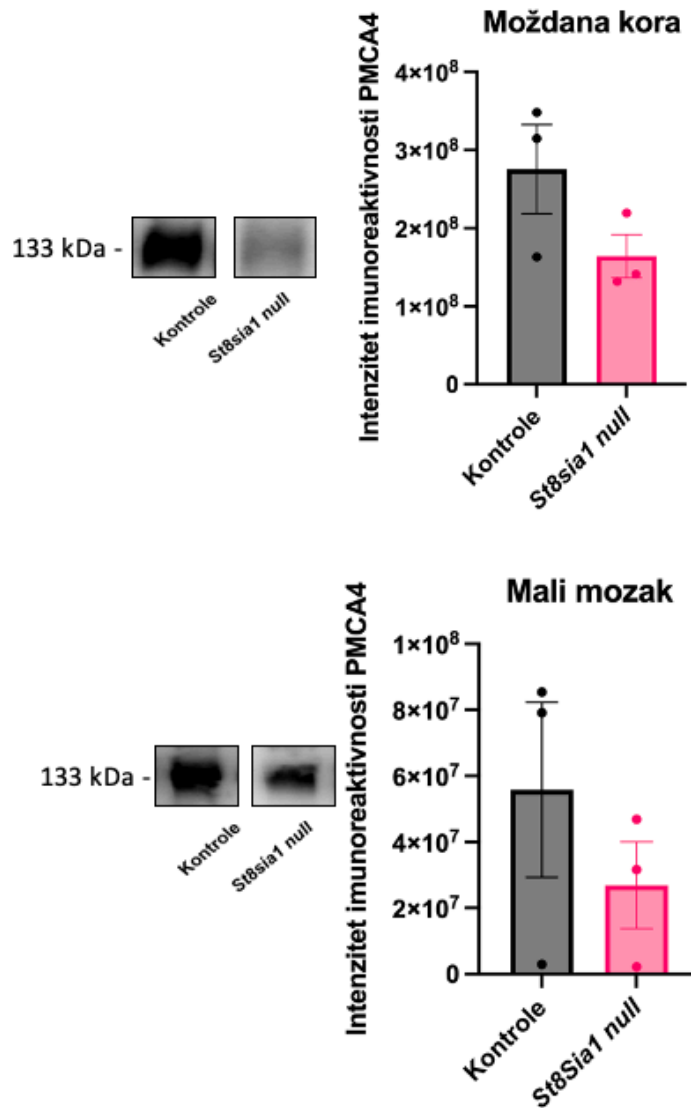 Moždana kora
Intenzitet imunoreaktivnosti PMCA4
4×10⁸
3×10⁸
2×10⁸
1×10⁸
0
Kontrole
St8sia1 null
133 kDa -
Kontrole
St8sia1 null
Mali mozak
Intenzitet imunoreaktivnosti PMCA4
1×10⁸
8×10⁷
6×10⁷
4×10⁷
2×10⁷
0
Kontrole
St8Sia1 null
133 kDa -
Kontrole
St8sia1 null